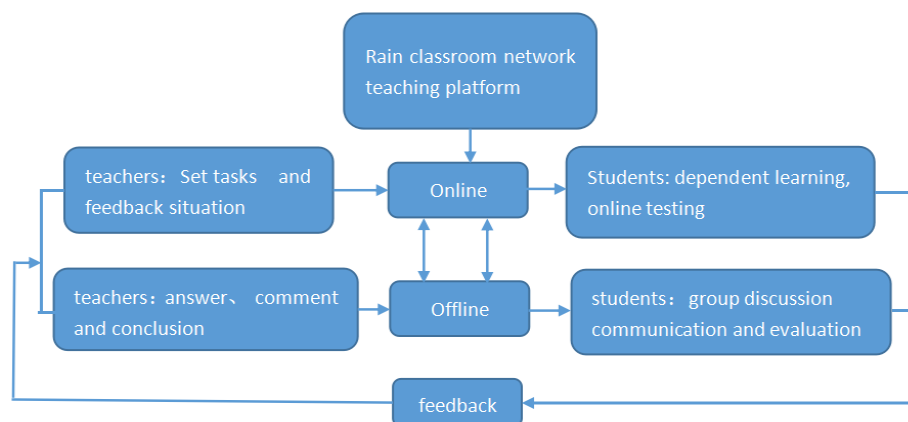 Rain classroom network
teaching platform
teachers：Set tasks and
feedback situation
Online
Students: dependent learning,
online testing
teachers：answer、 comment
and conclusion
Offline
students：group discussion
communication and evaluation
feedback